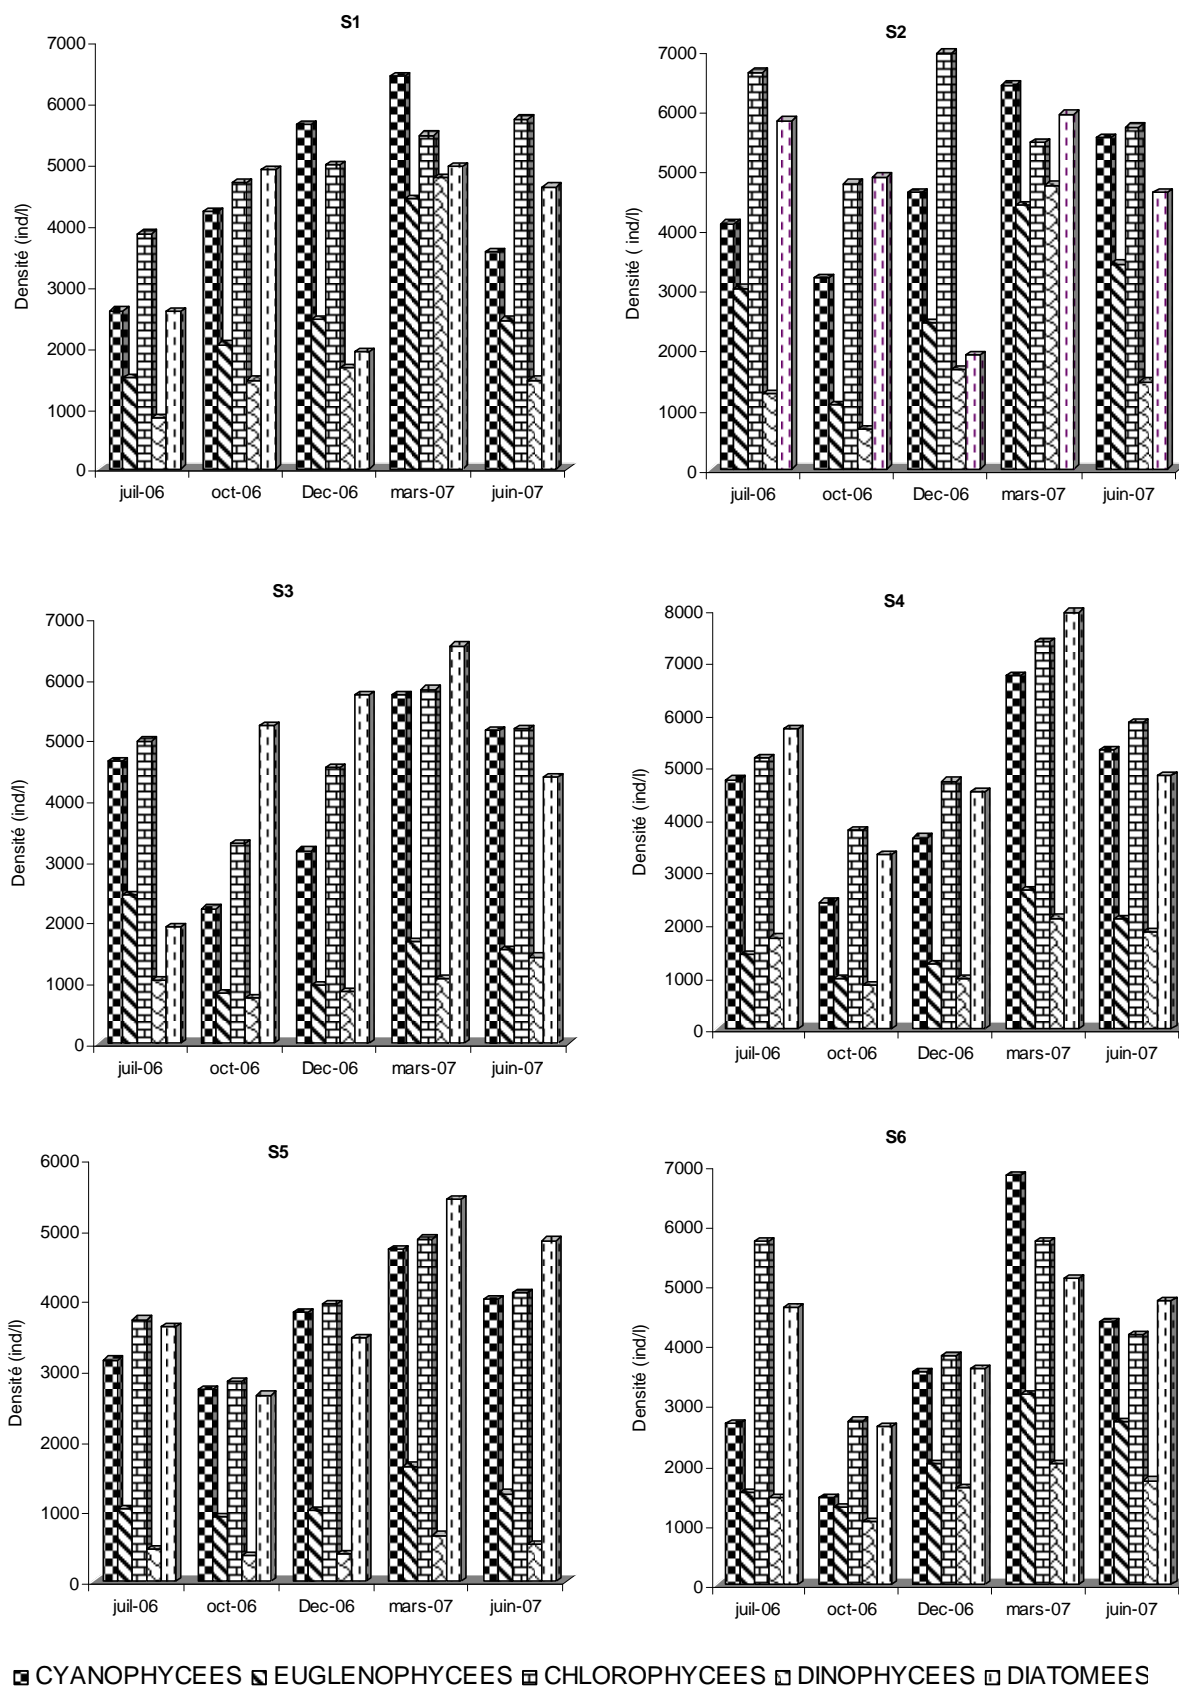 S1
7000
6000
5000
4000
3000
2000
1000
0
Densité (ind/l)
juil-06 oct-06 Dec-06 mars-07 juin-07
S2
7000
6000
5000
4000
3000
2000
1000
0
Densité ( ind/l)
juil-06 oct-06 Dec-06 mars-07 juin-07
S3
7000
6000
5000
4000
3000
2000
1000
0
Densité (ind/l)
juil-06 oct-06 Dec-06 mars-07 juin-07
S4
8000
7000
6000
5000
4000
3000
2000
1000
0
Densité (ind/l)
juil-06 oct-06 Dec-06 mars-07 juin-07
S5
6000
5000
4000
3000
2000
1000
0
Densité (ind/l)
juil-06 oct-06 Dec-06 mars-07 juin-07
S6
7000
6000
5000
4000
3000
2000
1000
0
Densité (ind/l)
juil-06 oct-06 Dec-06 mars-07 juin-07
CYANOPHYCEES EUGLENOPHYCEES CHLOROPHYCEES DINOPHYCEES DIATOMEES